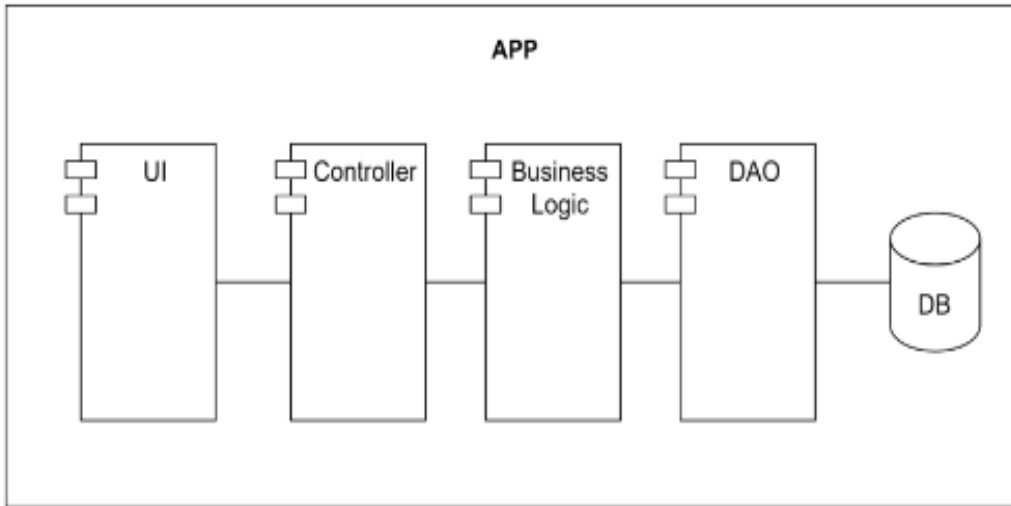 APP
UI
Controller
Business
Logic
DAO
DB